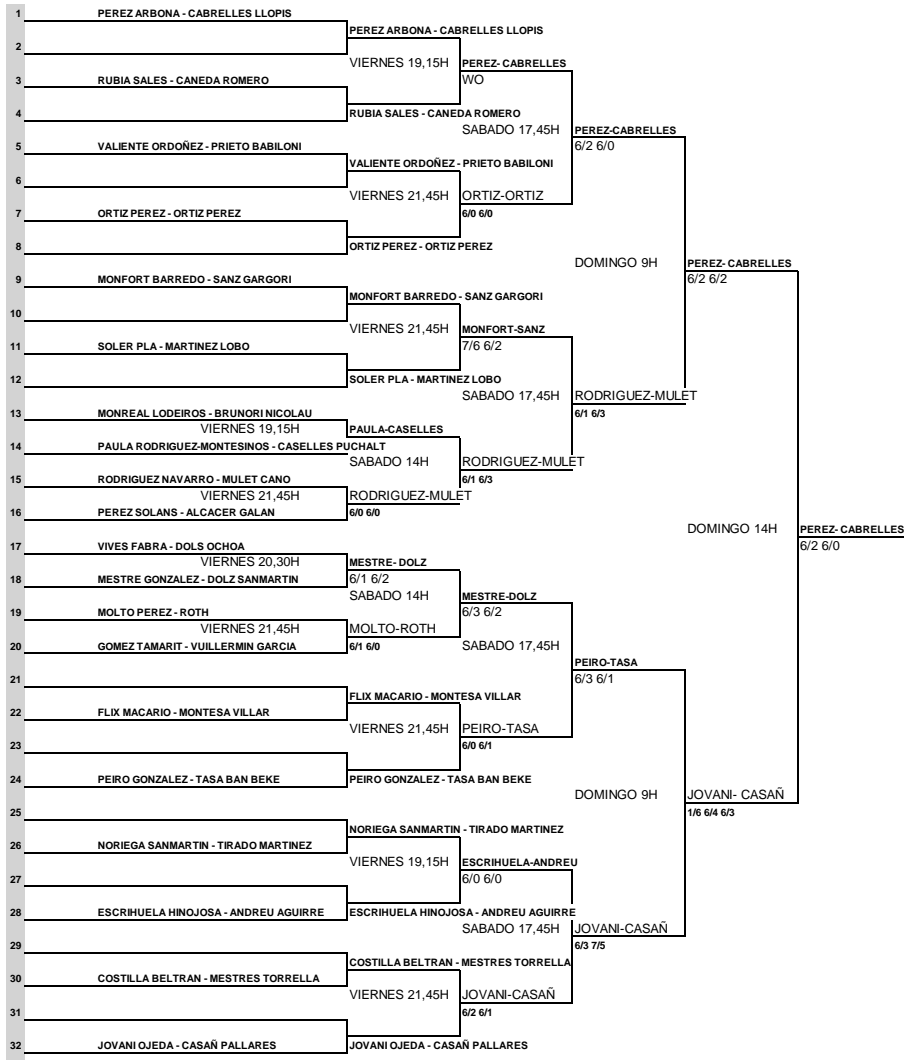 1 PEREZ ARBONA - CABRELLES LLOPIS
PEREZ ARBONA - CABRELLES LLOPIS
2
VIERNES 19,15H PEREZ- CABRELLES
3 RUBIA SALES - CANEDA ROMERO WO
4 RUBIA SALES - CANEDA ROMERO
SABADO 17,45H PEREZ-CABRELLES
5 VALIENTE ORDOÑEZ - PRIETO BABILONI 6/2 6/0
VALIENTE ORDOÑEZ - PRIETO BABILONI
6
VIERNES 21,45H ORTIZ-ORTIZ
7 ORTIZ PEREZ - ORTIZ PEREZ 6/0 6/0
8 ORTIZ PEREZ - ORTIZ PEREZ
DOMINGO 9H PEREZ- CABRELLES
9 MONFORT BARREDO - SANZ GARGORI 6/2 6/2
MONFORT BARREDO - SANZ GARGORI
10
VIERNES 21,45H MONFORT-SANZ
11 SOLER PLA - MARTINEZ LOBO 7/6 6/2
12 SOLER PLA - MARTINEZ LOBO
SABADO 17,45H RODRIGUEZ-MULET
13 MONREAL LODEIROS - BRUNORI NICOLAU 6/1 6/3
VIERNES 19,15H PAULA-CASELLES
14 PAULA RODRIGUEZ-MONTESINOS - CASELLES PUCHALT
SABADO 14H RODRIGUEZ-MULET
15 RODRIGUEZ NAVARRO - MULET CANO 6/1 6/3
VIERNES 21,45H RODRIGUEZ-MULET
16 PEREZ SOLANS - ALCACER GALAN 6/0 6/0
DOMINGO 14H PEREZ- CABRELLES
17 VIVES FABRA - DOLS OCHOA 6/2 6/0
VIERNES 20,30H MESTRE- DOLZ
18 MESTRE GONZALEZ - DOLZ SANMARTIN 6/1 6/2
SABADO 14H MESTRE-DOLZ
19 MOLTO PEREZ - ROTH 6/3 6/2
VIERNES 21,45H MOLTO-ROTH
20 GOMEZ TAMARIT - VUILLERMIN GARCIA 6/1 6/0 SABADO 17,45H
PEIRO-TASA
21 6/3 6/1
FLIX MACARIO - MONTESA VILLAR
22 FLIX MACARIO - MONTESA VILLAR
VIERNES 21,45H PEIRO-TASA
23 6/0 6/1
24 PEIRO GONZALEZ - TASA BAN BEKE PEIRO GONZALEZ - TASA BAN BEKE
DOMINGO 9H JOVANI- CASAÑ
25 1/6 6/4 6/3
NORIEGA SANMARTIN - TIRADO MARTINEZ
26 NORIEGA SANMARTIN - TIRADO MARTINEZ
VIERNES 19,15H ESCRIHUELA-ANDREU
27 6/0 6/0
28 ESCRIHUELA HINOJOSA - ANDREU AGUIRRE ESCRIHUELA HINOJOSA - ANDREU AGUIRRE
SABADO 17,45H JOVANI-CASAÑ
29 6/3 7/5
COSTILLA BELTRAN - MESTRES TORRELLA
30 COSTILLA BELTRAN - MESTRES TORRELLA
VIERNES 21,45H JOVANI-CASAÑ
31 6/2 6/1
32 JOVANI OJEDA - CASAÑ PALLARES JOVANI OJEDA - CASAÑ PALLARES